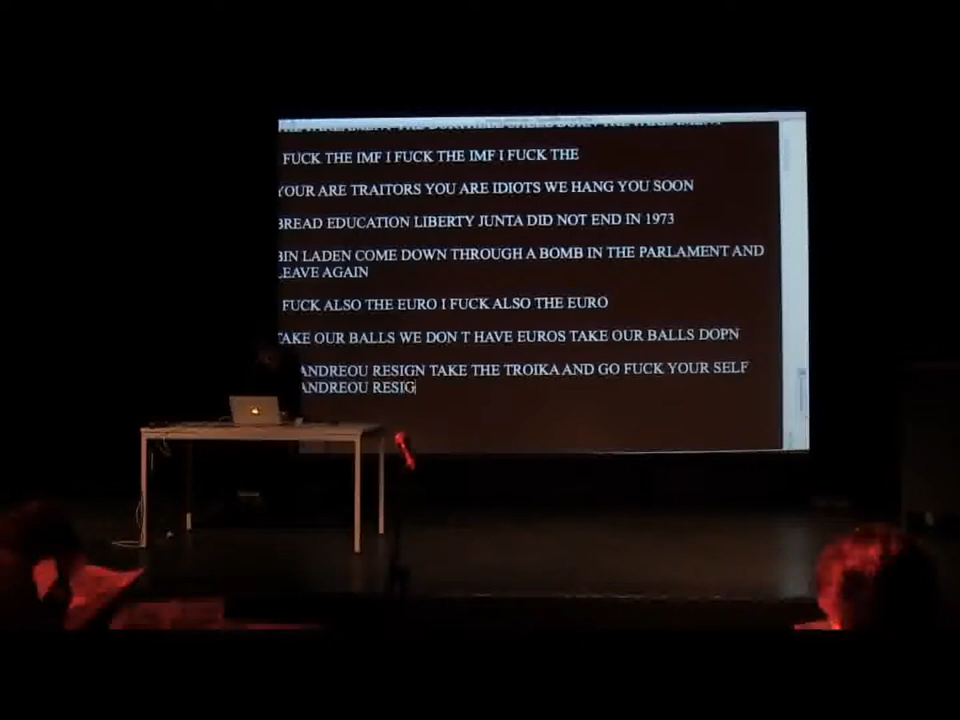 FUCK THE IMF I FUCK THE IMF I FUCK THE
YOUR ARE TRAITORS YOU ARE IDIOTS WE HANG YOU SOON
BREAD EDUCATION LIBERTY JUNTA DID NOT END IN 1973
BIN LADEN COME DOWN THROUGH A BOMB IN THE PARLAMENT AND
LEAVE AGAIN
FUCK ALSO THE EURO I FUCK ALSO THE EURO
TAKE OUR BALLS WE DON T HAVE EUROS TAKE OUR BALLS DOPN
ANDREOU RESIGN TAKE THE TROIKA AND GO FUCK YOUR SELF
ANDREOU RESIG